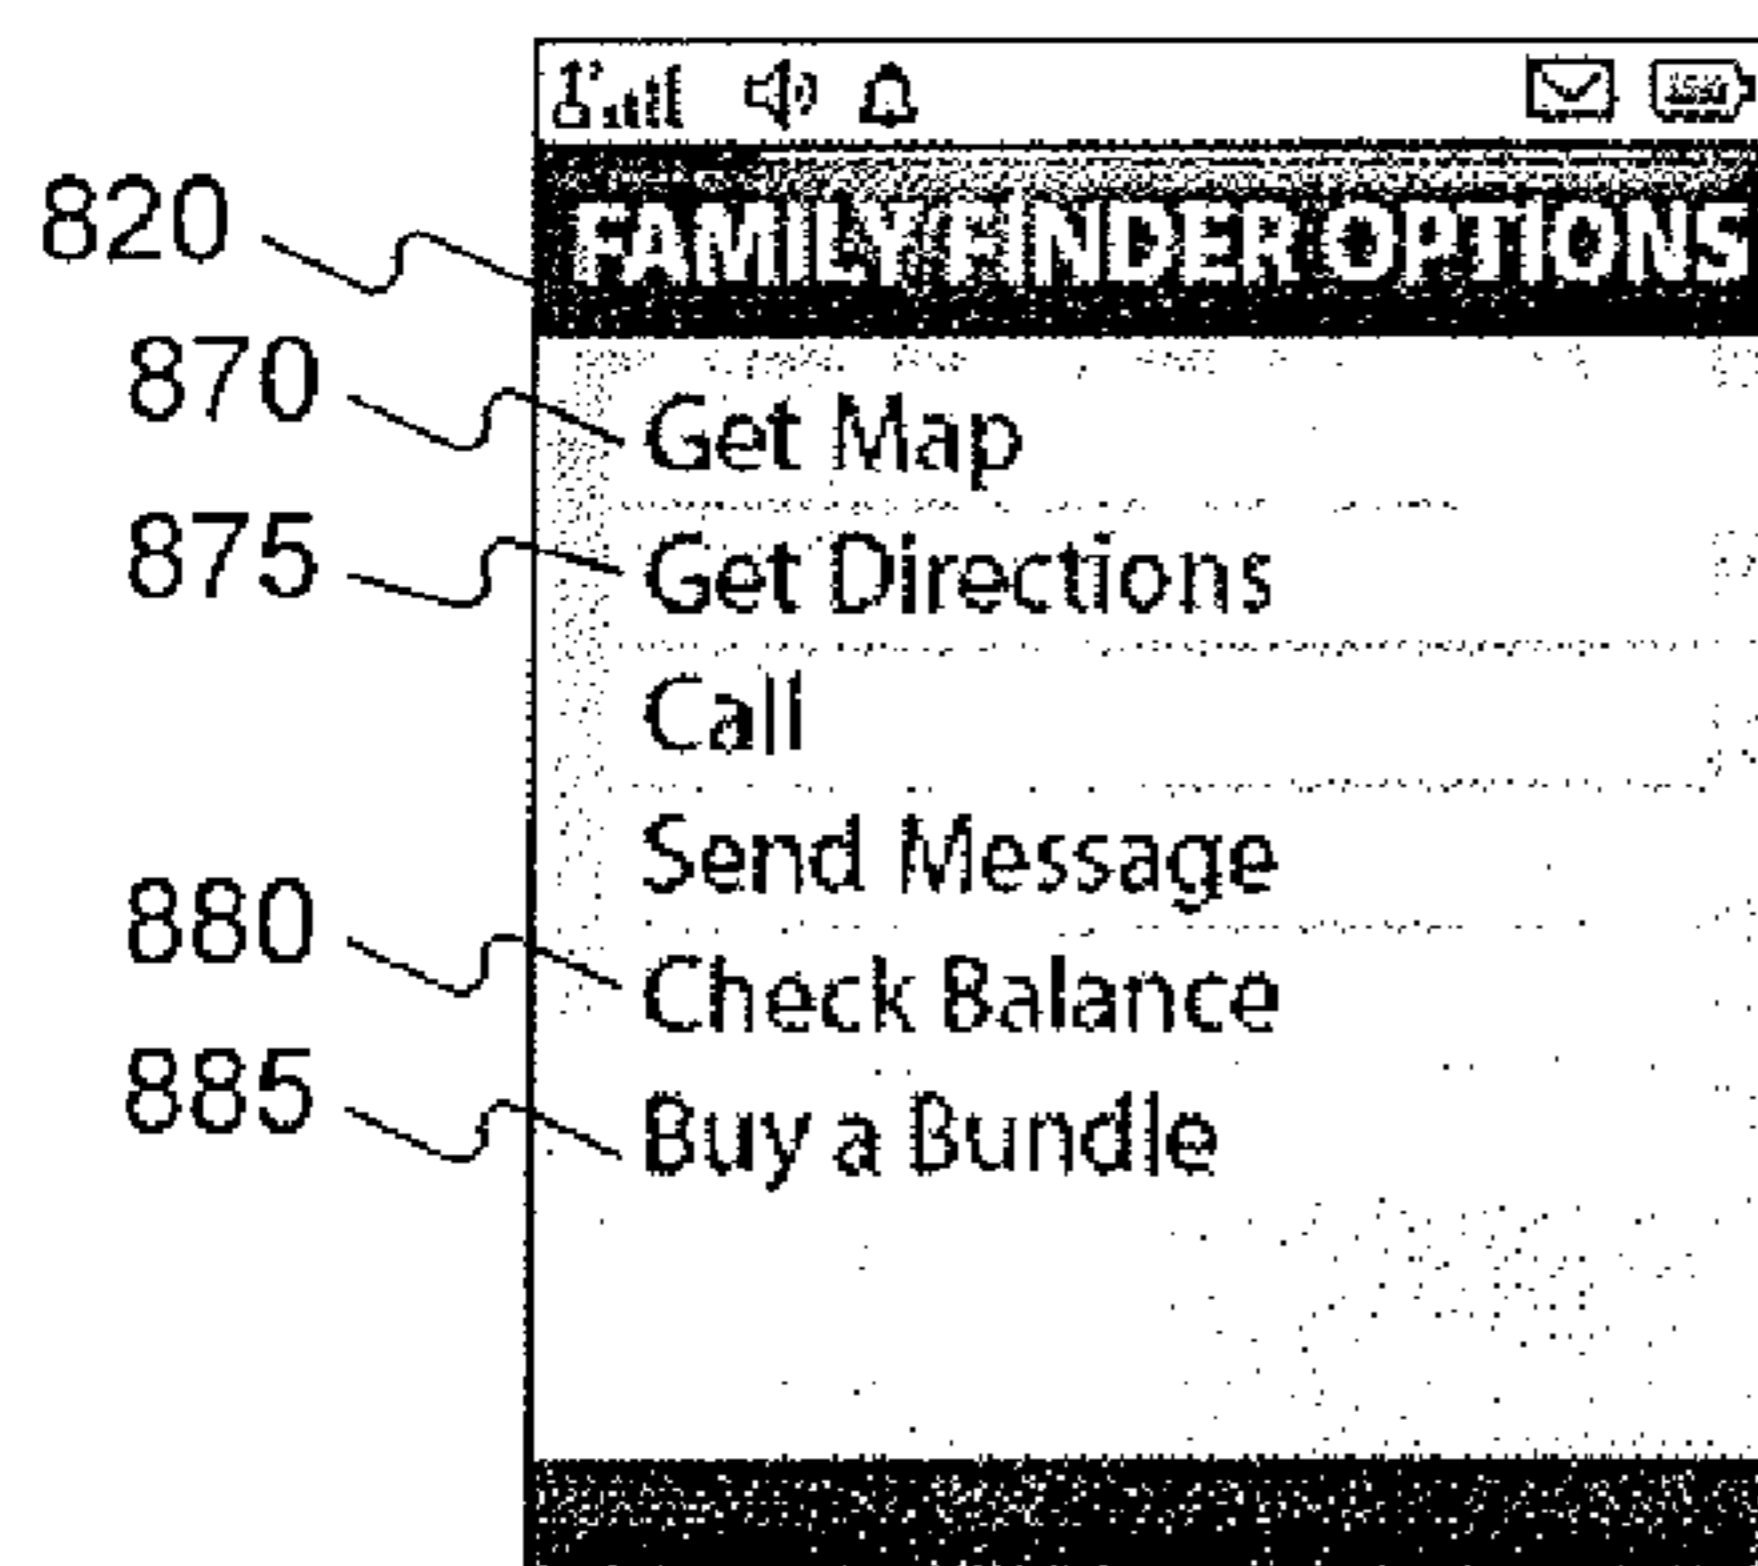 820
FAMILY FINDER OPTIONS
870
Get Map
875
Get Directions
Call
Send Message
880
Check Balance
885
Buy a Bundle